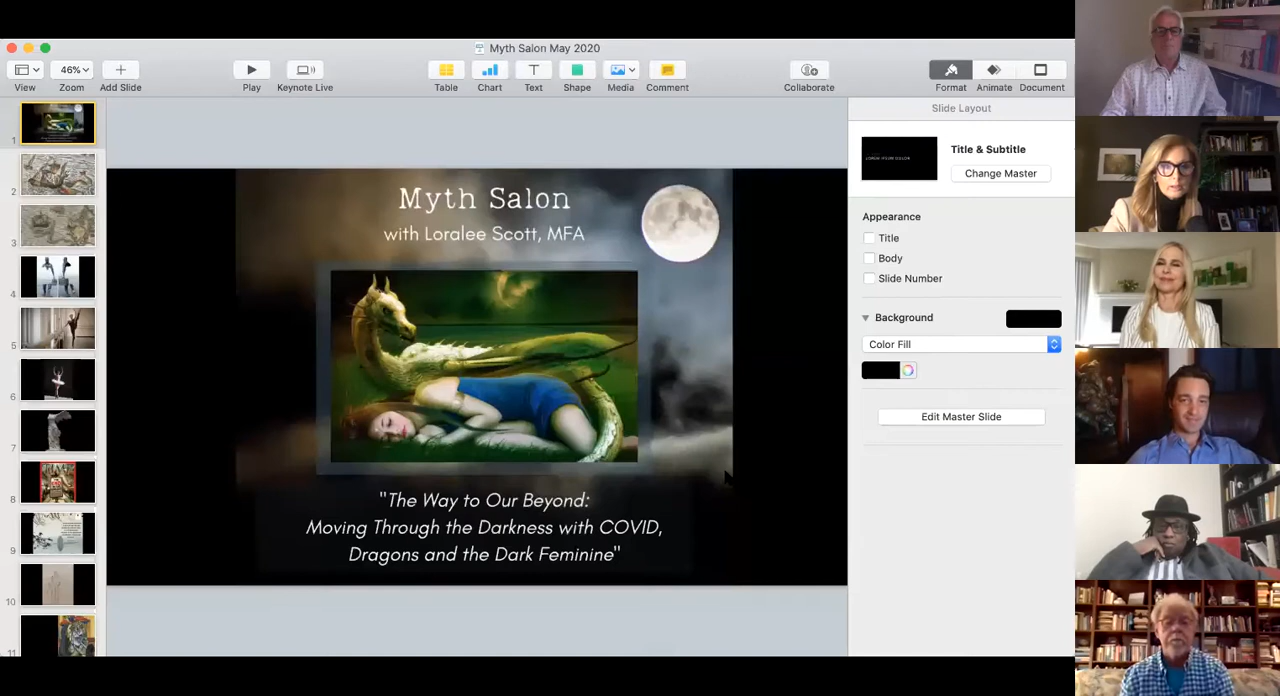 Myth Salon May 2020
46%
View
Zoom
Add Slide
Play
Keynote Live
Table
Chart
Text
Shape
Media
Comment
Collaborate
Format
Animate
Document
Slide Layout
Title & Subtitle
Change Master
Appearance
Title
Body
Slide Number
Background
Color Fill
Edit Master Slide
1
2
3
4
5
6
7
8
9
10
11
Myth Salon
with Loralee Scott, MFA
"The Way to Our Beyond:
Moving Through the Darkness with COVID,
Dragons and the Dark Feminine"